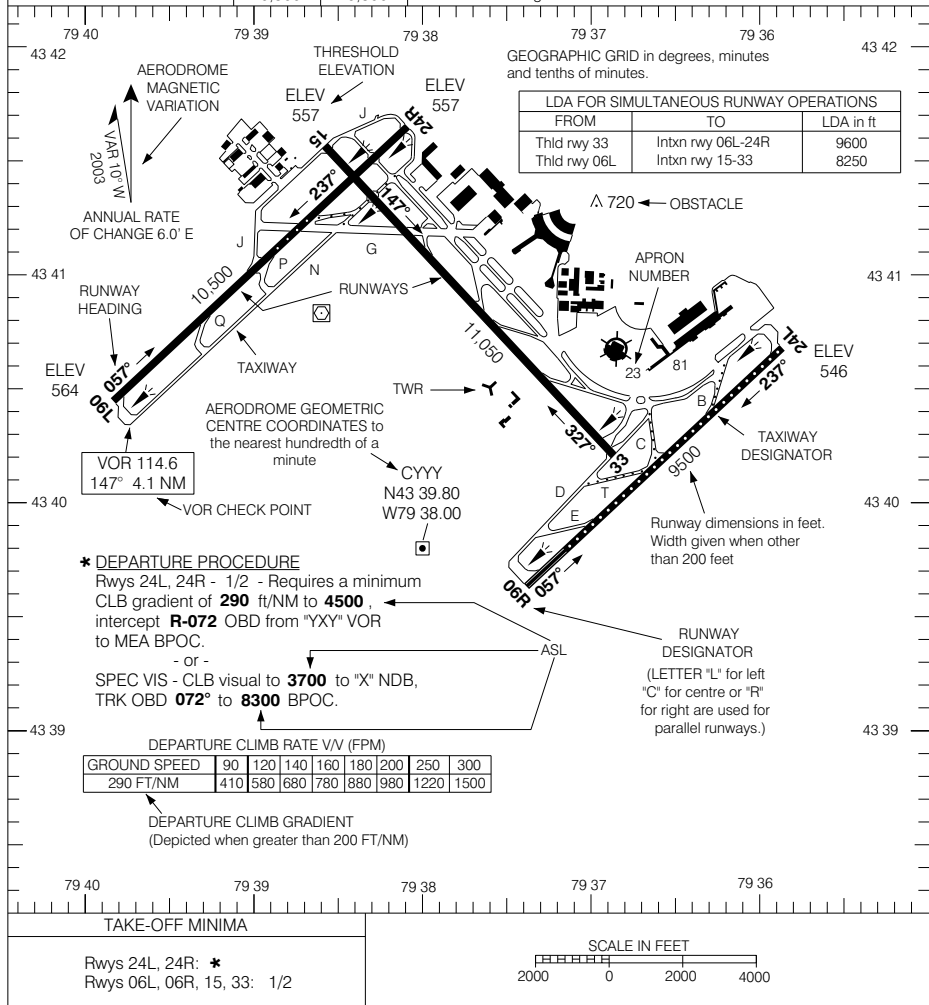 79 40 79 39 79 38 79 37 79 36
43 42 43 42
THRESHOLD
ELEVATION
GEOGRAPHIC GRID in degrees, minutes
and tenths of minutes.
AERODROME
MAGNETIC
VARIATION
VAR 10° W
2003
ANNUAL RATE
OF CHANGE 6.0' E
ELEV
557
ELEV
557
LDA FOR SIMULTANEOUS RUNWAY OPERATIONS
FROM TO LDA in ft
Thld rwy 33 Intxn rwy 06L-24R 9600
Thld rwy 06L Intxn rwy 15-33 8250
J
15
24R
237°
147°
720 OBSTACLE
J
P
N
G
Q
10,500
RUNWAYS
APRON
NUMBER
43 41 43 41
RUNWAY
HEADING
TAXIWAY
11,050
ELEV
564
057°
06L
TWR
23
81
24L
ELEV
546
237°
B
AERODROME GEOMETRIC
CENTRE COORDINATES to
the nearest hundredth of a
minute
327°
33
C
TAXIWAY
DESIGNATOR
9500
VOR 114.6
147° 4.1 NM
VOR CHECK POINT
CYYY
N43 39.80
W79 38.00
D
T
E
43 40 43 40
Runway dimensions in feet.
Width given when other
than 200 feet
06R
057°
* DEPARTURE PROCEDURE
Rwys 24L, 24R - 1/2 - Requires a minimum
CLB gradient of 290 ft/NM to 4500 ,
intercept R-072 OBD from "YXY" VOR
to MEA BPOC.
- or -
SPEC VIS - CLB visual to 3700 to "X" NDB,
TRK OBD 072° to 8300 BPOC.
ASL
RUNWAY
DESIGNATOR
(LETTER "L" for left
"C" for centre or "R"
for right are used for
parallel runways.)
43 39 43 39
DEPARTURE CLIMB RATE V/V (FPM)
GROUND SPEED 90 120 140 160 180 200 250 300
290 FT/NM 410 580 680 780 880 980 1220 1500
DEPARTURE CLIMB GRADIENT
(Depicted when greater than 200 FT/NM)
79 40 79 39 79 38 79 37 79 36
TAKE-OFF MINIMA
Rwys 24L, 24R: *
Rwys 06L, 06R, 15, 33: 1/2
SCALE IN FEET
2000 0 2000 4000